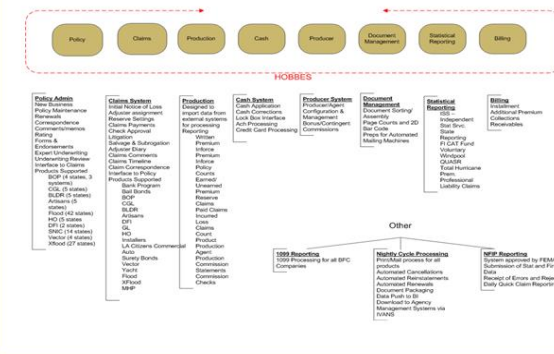 Policy
Claims
Production
Cash
Producer
Document
Management
Statistical
Reporting
Billing
HOBBES
Policy Admin
New Business
Policy Maintenance
Renewals
Correspondence
Comments/memos
Rating
Forms &
Endorsements
Expert Underwriting
Underwriting Review
Interface to Claims
Products Supported
BOP (4 states, 3
systems)
CGL (5 states)
BLDR (5 states)
Artisans (5
states)
Flood (42 states)
HO (5 states
DFI (2 states)
SNIC (14 states)
Vector (4 states)
Xflood (27 states)
Claims System
Initial Notice of Loss
Adjuster assignment
Reserve Settings
Claims Payments
Check Approval
Litigation
Salvage & Subrogation
Adjuster Diary
Claims Comments
Claims Timeline
Claim Correspondence
Interface to Policy
Products Supported
Bank Program
Bail Bonds
BOP
CGL
BLDR
Artisans
DFI
GL
HO
Installers
LA Citizens Commercial
Auto
Surety Bonds
Vector
Yacht
Flood
XFlood
MHP
Production
Designed to
import data from
external systems
for processing
Reporting
Written
Premium
Inforce
Premium
Inforce
Policy
Counts
Earned/
Unearned
Premium
Reserve
Claims
Paid Claims
Incurred
Loss
Claims
Count
Product
Production
Agent
Production
Commission
Statements
Commission
Checks
Cash System
Cash Application
Cash Corrections
Lock Box Interface
Ach Processing
Credit Card Processing
Producer System
Producer/Agent
Configuration &
Management
Bonus/Contingent
Commissions
Document
Management
Document Sorting/
Assembly
Page Counts and 2D
Bar Code
Preps for Automated
Mailing Machines
Statistical
Reporting
ISS –
Independent
Stat Srvc.
State
Reporting
Fl CAT Fund
Voluntary
Windpool
QUASR
Total Hurricane
Prem.
Professional
Liability Claims
Billing
Installment
Additional Premium
Collections
Receivables
Other
1099 Reporting
1099 Processing for all BFC
Companies
Nightly Cycle Processing
Print/Mail process for all
products
Automated Cancellations
Automated Reinstatements
Automated Renewals
Document Packaging
Data Push to BI
Download to Agency
Management Systems via
IVANS
NFIP Reporting
System approved by FEMA
Submission of Stat and Fin
Data
Receipt of Errors and Reje
Daily Quick Claim Reportin